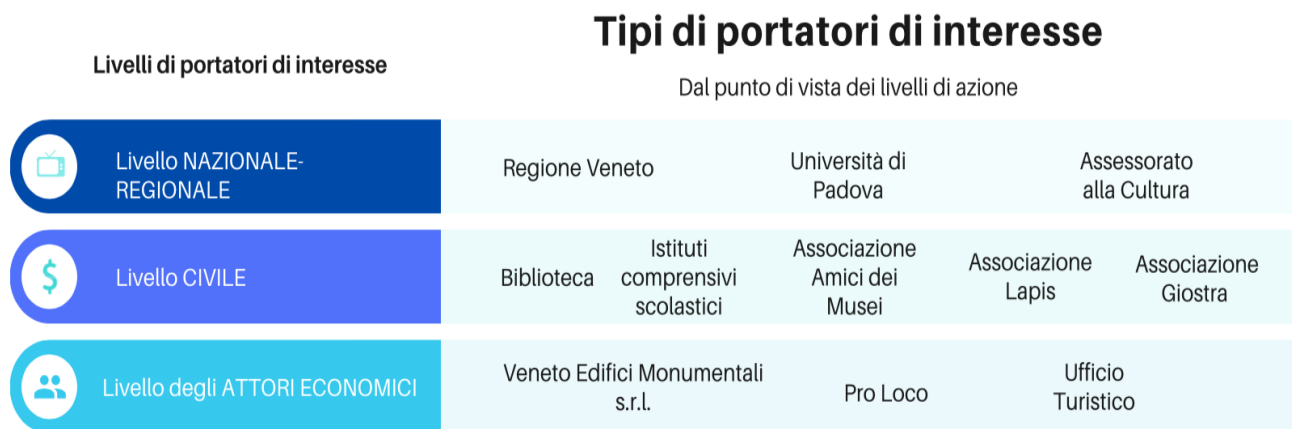 Tipi di portatori di interesse
Livelli di portatori di interesse
Dal punto di vista dei livelli di azione
Livello NAZIONALE-
REGIONALE
Regione Veneto
Università di
Padova
Assessorato
alla Cultura
Livello CIVILE
Biblioteca
Istituti
comprensivi
scolastici
Associazione
Amici dei
Musei
Associazione
Lapis
Associazione
Giostra
Livello degli ATTORI ECONOMICI
Veneto Edifici Monumentali
s.r.l.
Pro Loco
Ufficio
Turistico